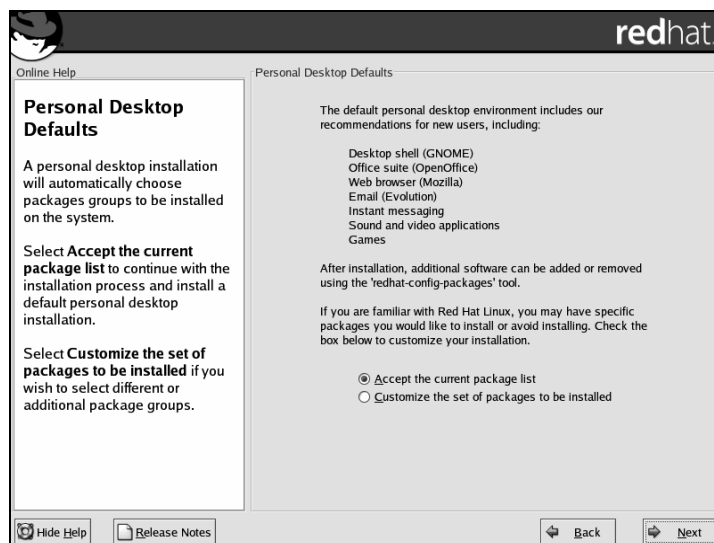 redhat.
Online Help
Personal Desktop
Defaults
A personal desktop installation
will automatically choose
packages groups to be installed
on the system.
Select Accept the current
package list to continue with the
installation process and install a
default personal desktop
installation.
Select Customize the set of
packages to be installed if you
wish to select different or
additional package groups.
Personal Desktop Defaults
The default personal desktop environment includes our
recommendations for new users, including:
Desktop shell (GNOME)
Office suite (OpenOffice)
Web browser (Mozilla)
Email (Evolution)
Instant messaging
Sound and video applications
Games
After installation, additional software can be added or removed
using the 'redhat-config-packages' tool.
If you are familiar with Red Hat Linux, you may have specific
packages you would like to install or avoid installing. Check the
box below to customize your installation.
Accept the current package list
Customize the set of packages to be installed
Hide Help
Release Notes
Back
Next